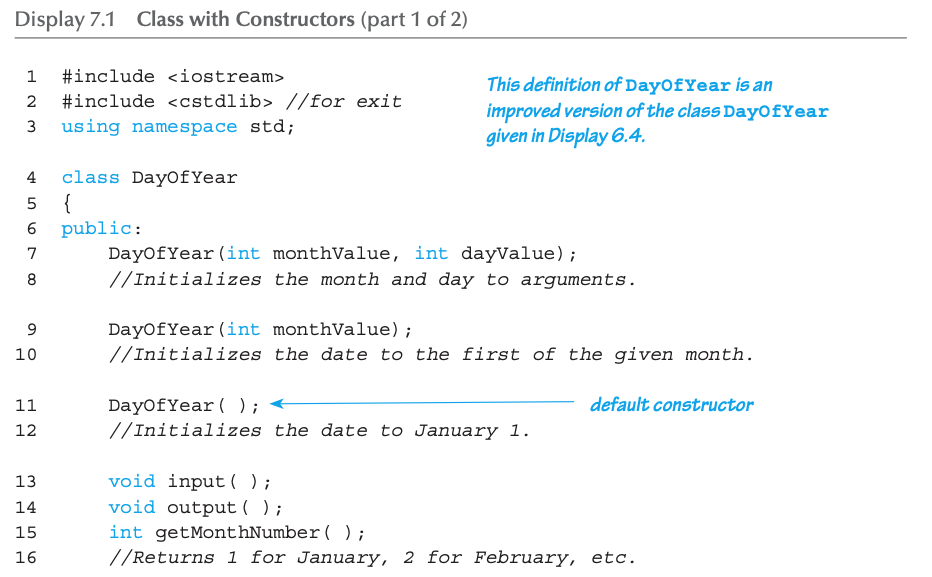 Display 7.1 Class with Constructors (part 1 of 2)
1 #include <iostream>
2 #include <cstdlib> //for exit
3 using namespace std;
This definition of DayOfYear is an
improved version of the class DayOfYear
given in Display 6.4.
4 class DayOfYear
5 {
6 public:
7 DayOfYear(int monthValue, int dayValue);
8 //Initializes the month and day to arguments.
9 DayOfYear(int monthValue);
10 //Initializes the date to the first of the given month.
11 DayOfYear( ); default constructor
12 //Initializes the date to January 1.
13 void input( );
14 void output( );
15 int getMonthNumber( );
16 //Returns 1 for January, 2 for February, etc.